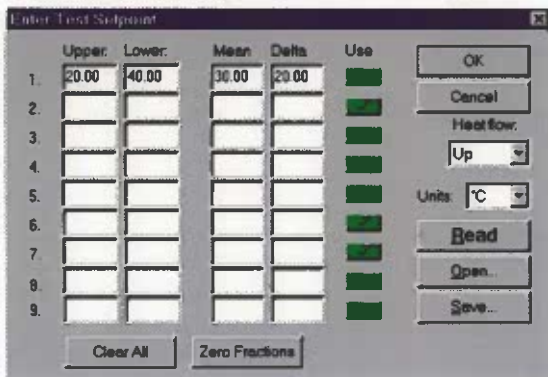 Enter Test Setpoint
Upper: Lower: Mean Delta Use
1. 20.00 40.00 30.00 20.00
2.
3.
4.
5.
6.
7.
8.
9.
Clear All Zero Fractions
OK
Cancel
Heat flow:
Up
Units: °C
Read
Open...
Save...